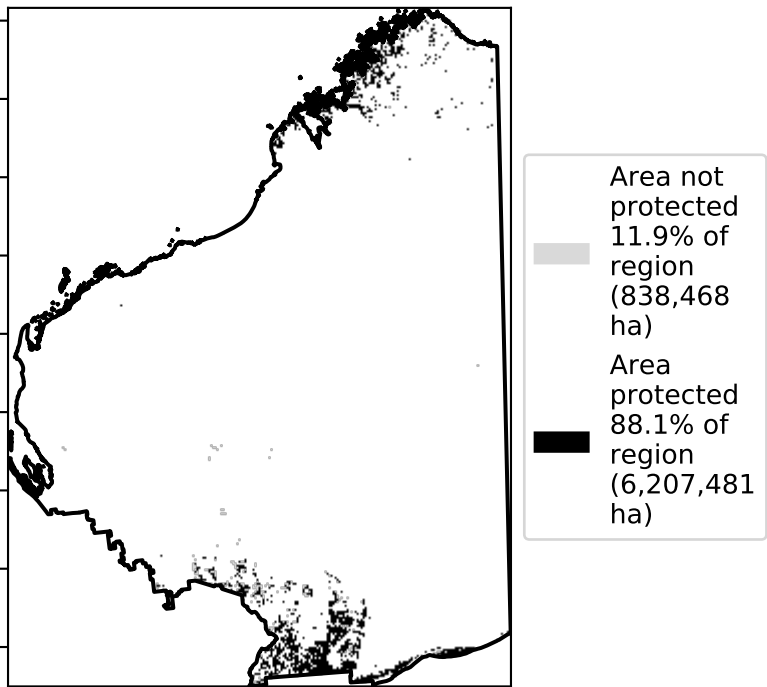 Area not
protected
11.9% of
region
(838,468
ha)
Area
protected
88.1% of
region
(6,207,481
ha)